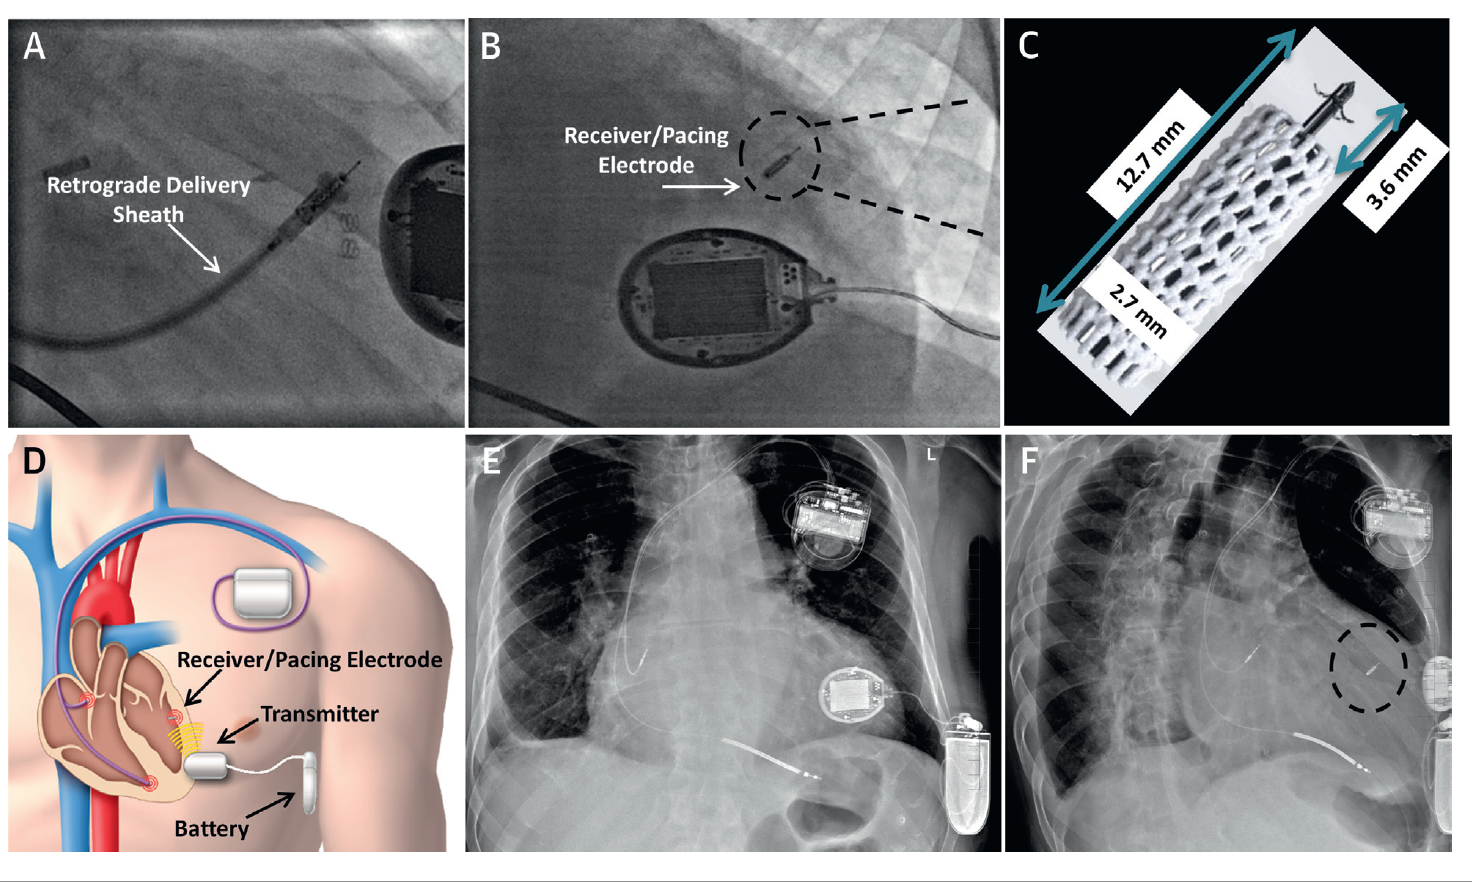 A
Retrograde Delivery
Sheath
B
Receiver/Pacing
Electrode
C
12.7 mm
3.6 mm
2.7 mm
D
Receiver/Pacing Electrode
Transmitter
Battery
E
L
F